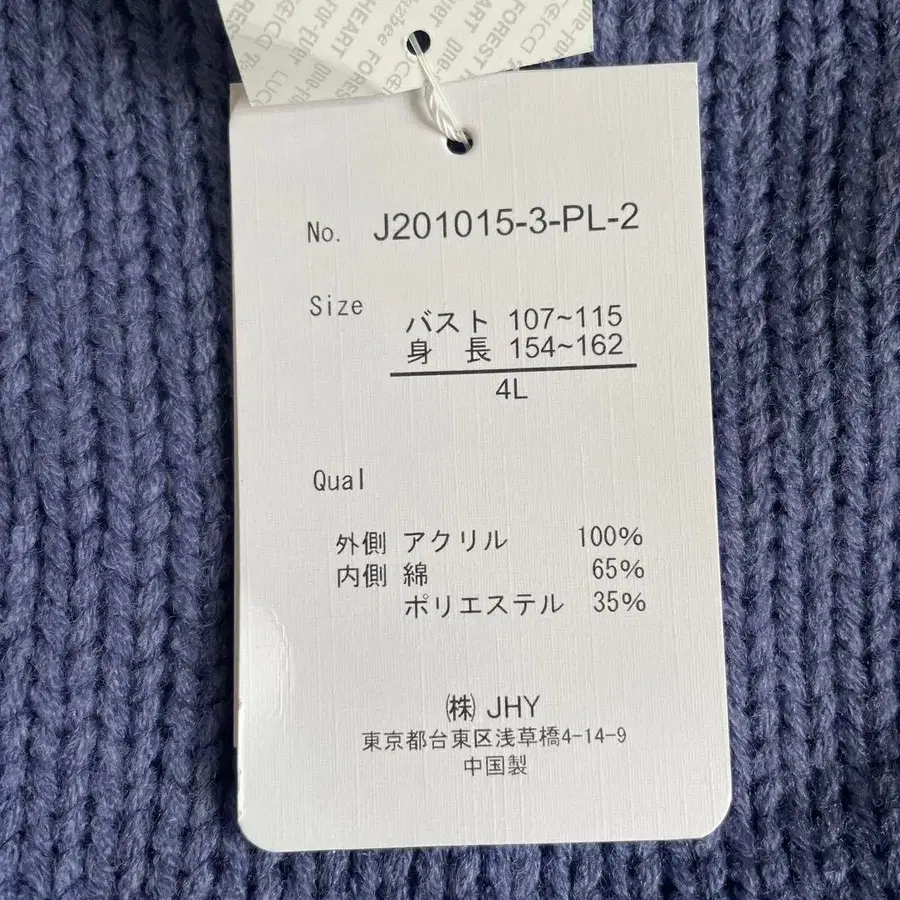 FOREST
HEART
No. J201015-3-PL-2
Size
バスト 107~115
身 長 154~162
4L
Qual
外側 アクリル 100%
内側 綿 65%
ポリエステル 35%
㈱ JHY
東京都台東区浅草橋4-14-9
中国製